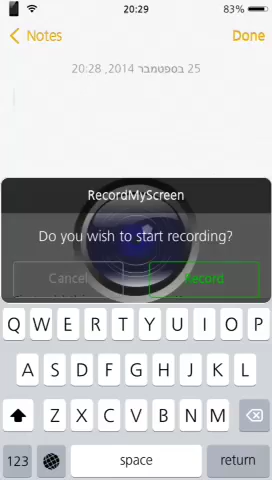 20:29
83%
Notes
Done
25 בספטמבר 2014, 20:28
RecordMyScreen
Do you wish to start recording?
Cancel
Record
Q W E R T Y U I O P
A S D F G H J K L
Z X C V B N M
123
space
return